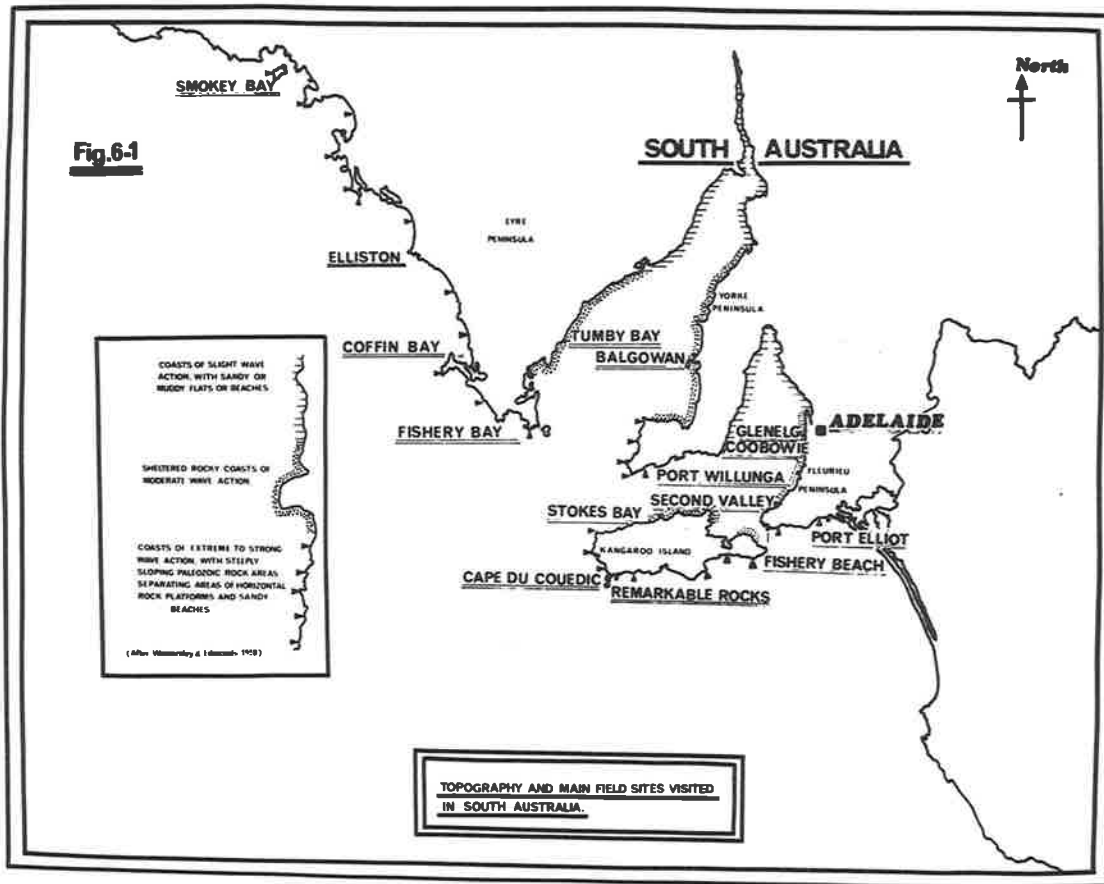 North
SMOKEY BAY
Fig.6-1
SOUTH AUSTRALIA
EYRE
PENINSULA
ELLISTON
YORKE
PENINSULA
TUMBY BAY
BALGOWAN
COFFIN BAY
FISHERY BAY
ADELAIDE
GLENELG
COOBOWIE
PORT WILLUNGA
FLEURIEU
PENINSULA
SECOND VALLEY
STOKES BAY
PORT ELLIOT
KANGAROO ISLAND
FISHERY BEACH
CAPE DU COUEDIC
REMARKABLE ROCKS
COASTS OF SLIGHT WAVE
ACTION, WITH SANDY OR
MUDDY FLATS OR BEACHES
SHELTERED ROCKY COASTS OF
MODERATE WAVE ACTION
COASTS OF EXTREME TO STRONG
WAVE ACTION, WITH STEEPLY
SLOPING PALEOZOIC ROCK AREAS
SEPARATING AREAS OF HORIZONTAL
ROCK PLATFORMS AND SANDY
BEACHES
(After Womersley & Edmonds 1958)
TOPOGRAPHY AND MAIN FIELD SITES VISITED
IN SOUTH AUSTRALIA.